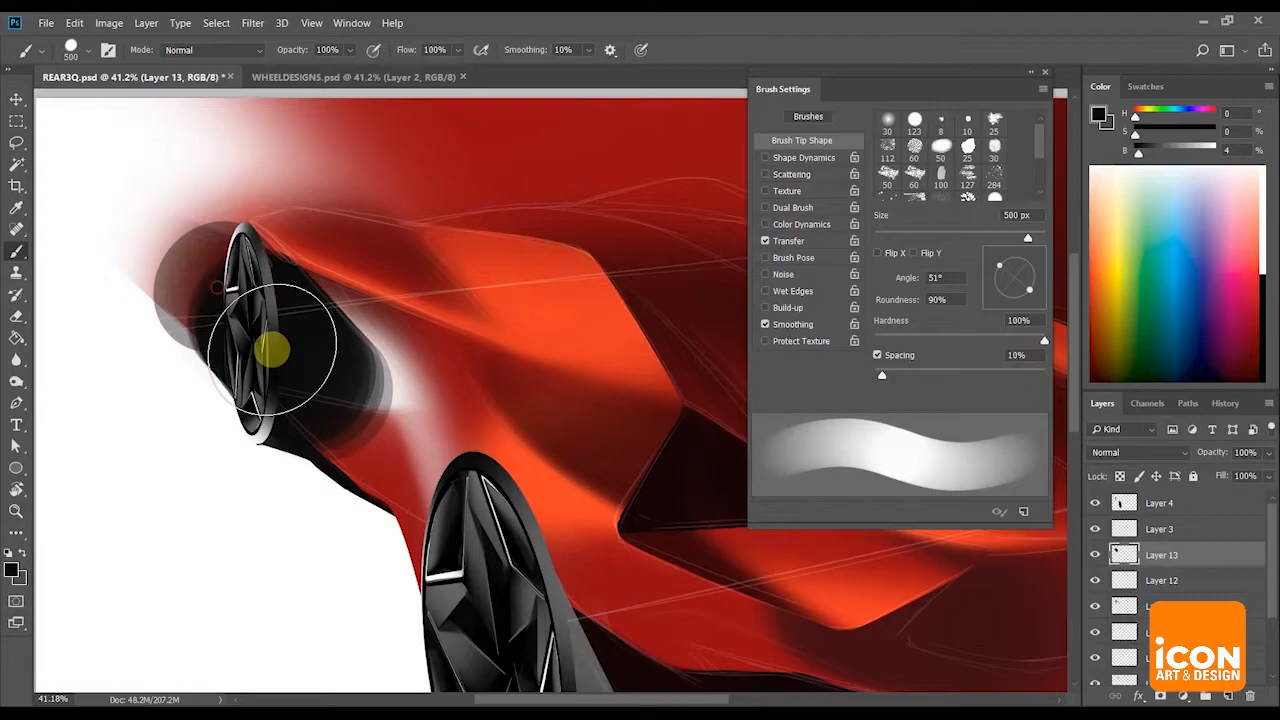 Ps File Edit Image Layer Type Select Filter 3D View Window Help
500 Mode: Normal Opacity: 100% Flow: 100% Smoothing: 10%
REAR3Q.psd @ 41.2% (Layer 13, RGB/8) * WHEELDESIGN5.psd @ 41.2% (Layer 2, RGB/8)
Brush Settings
Brushes
Brush Tip Shape
Shape Dynamics
Scattering
Texture
Dual Brush
Color Dynamics
Transfer
Brush Pose
Noise
Wet Edges
Build-up
Smoothing
Protect Texture
30 123 8 10 25
112 60 50 25 30
50 60 100 127 284
Size 500 px
Flip X Flip Y
Angle: 51°
Roundness: 90%
Hardness 100%
Spacing 10%
Color Swatches
H 0 °
S 0 %
B 4 %
Layers Channels Paths History
Kind
Normal Opacity: 100%
Lock: Fill: 100%
Layer 4
Layer 3
Layer 13
Layer 12
iCON
ART & DESIGN
41.18% Doc: 48.2M/207.2M